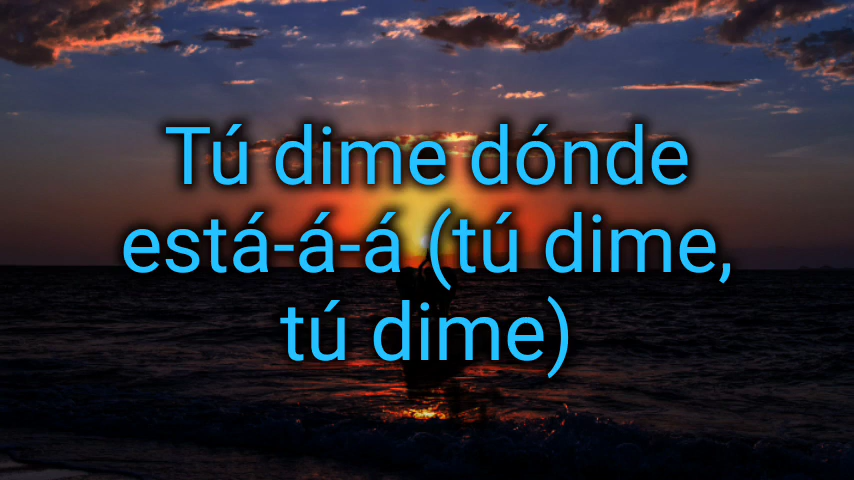 Tú dime dónde
está-á-á (tú dime,
tú dime)